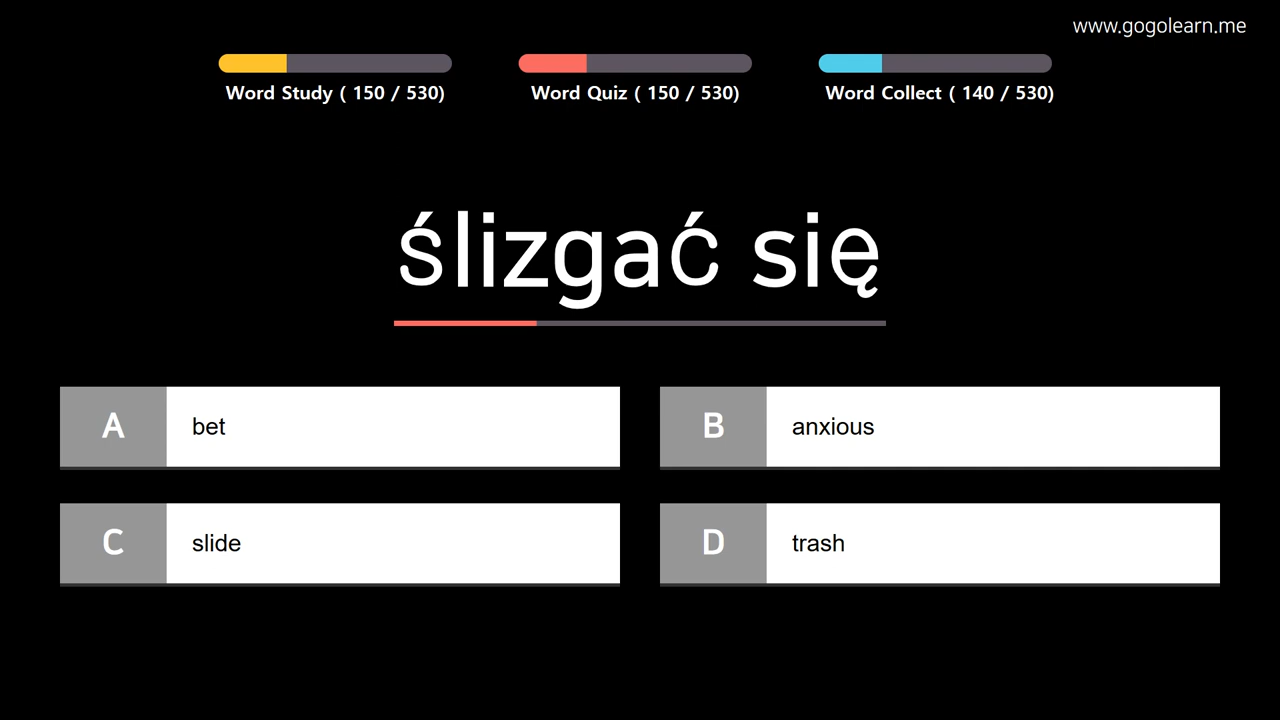 www.gogolearn.me
Word Study ( 150 / 530)
Word Quiz ( 150 / 530)
Word Collect ( 140 / 530)
ślizgać się
A bet
B anxious
C slide
D trash